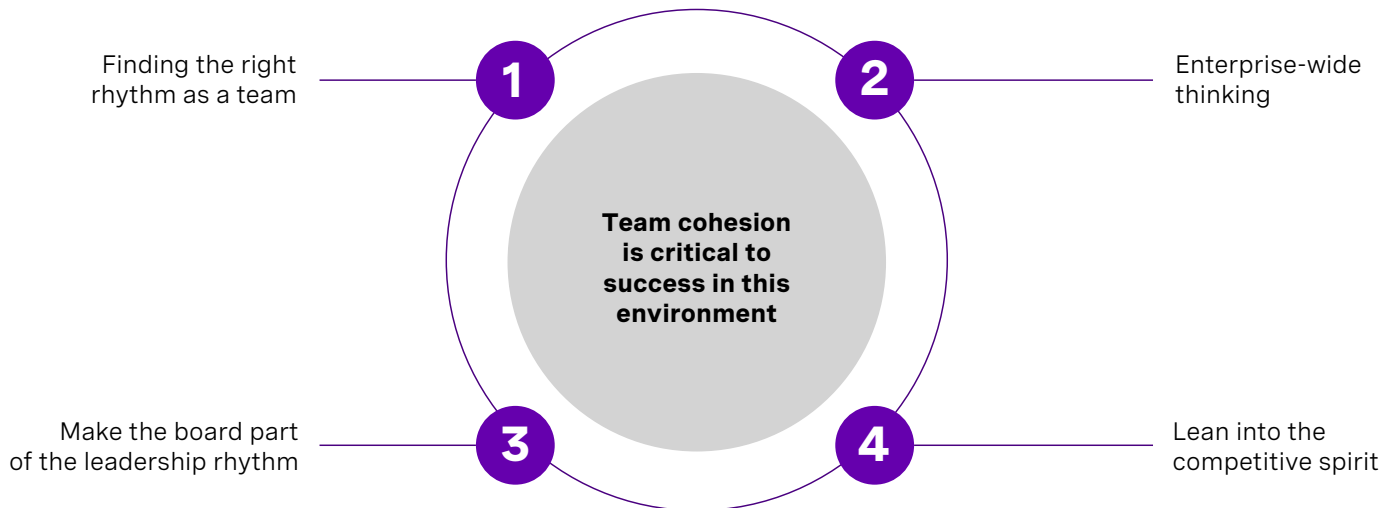 1
Finding the right
rhythm as a team
2
Enterprise-wide
thinking
Team cohesion
is critical to
success in this
environment
3
Make the board part
of the leadership rhythm
4
Lean into the
competitive spirit